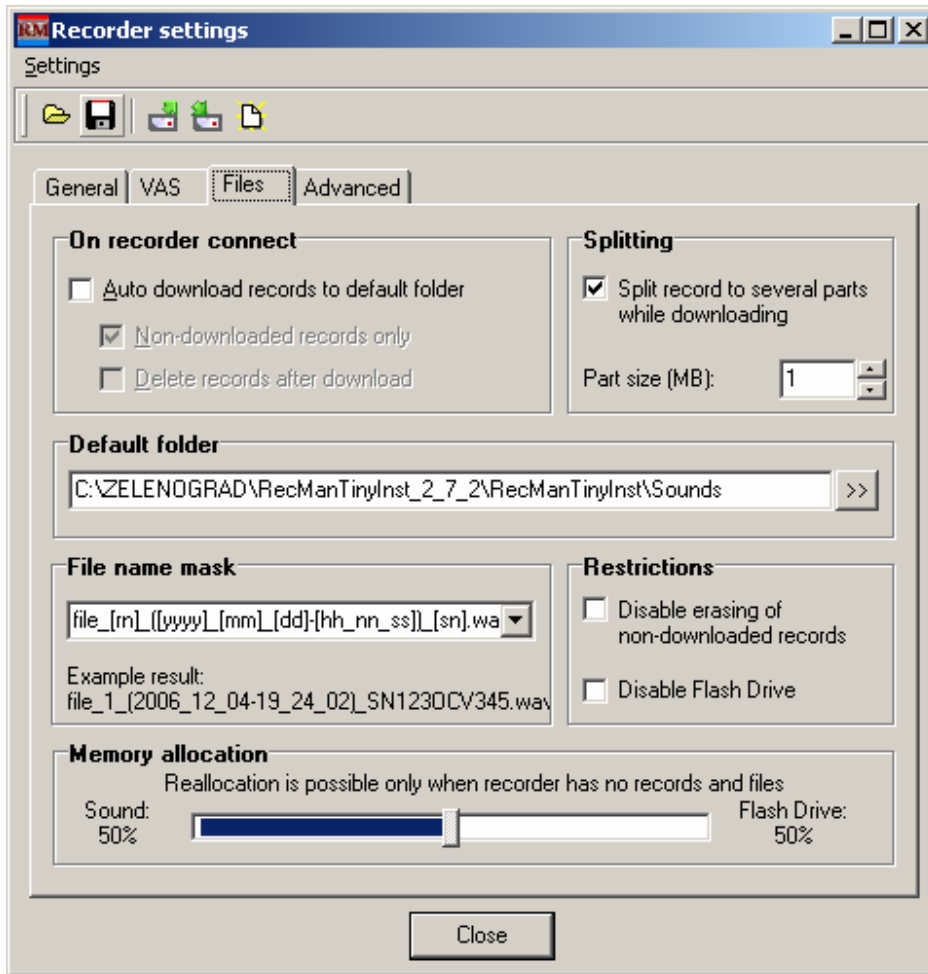 RM Recorder settings
Settings
General VAS Files Advanced
On recorder connect
Auto download records to default folder
Non-downloaded records only
Delete records after download
Splitting
Split record to several parts
while downloading
Part size (MB): 1
Default folder
C:\ZELENOGRAD\RecManTinyInst_2_7_2\RecManTinyInst\Sounds >>
File name mask
file_[rn]_([yyyy]_[mm]_[dd]-[hh_nn_ss])_[sn].wa
Example result:
file_1_(2006_12_04-19_24_02)_SN123OCV345.wav
Restrictions
Disable erasing of
non-downloaded records
Disable Flash Drive
Memory allocation
Reallocation is possible only when recorder has no records and files
Sound:
50%
Flash Drive:
50%
Close